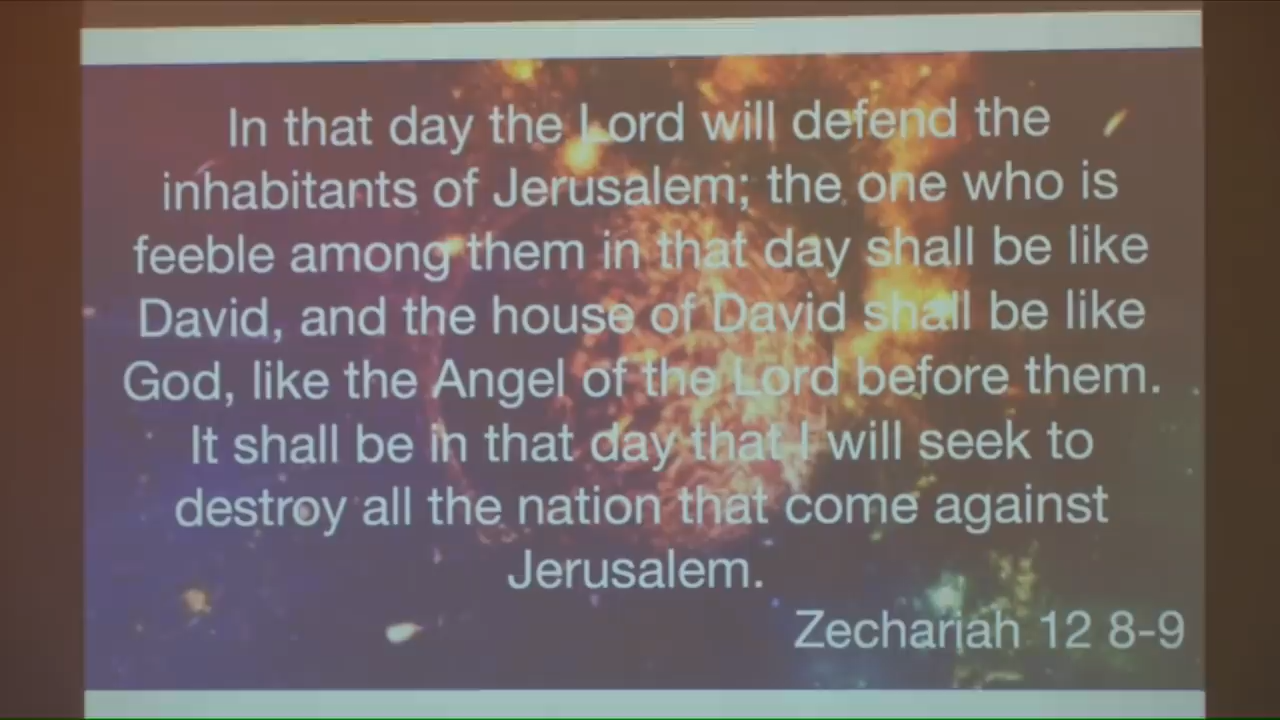 In that day the Lord will defend the
inhabitants of Jerusalem; the one who is
feeble among them in that day shall be like
David, and the house of David shall be like
God, like the Angel of the Lord before them.
It shall be in that day that I will seek to
destroy all the nation that come against
Jerusalem.
Zechariah 12 8-9